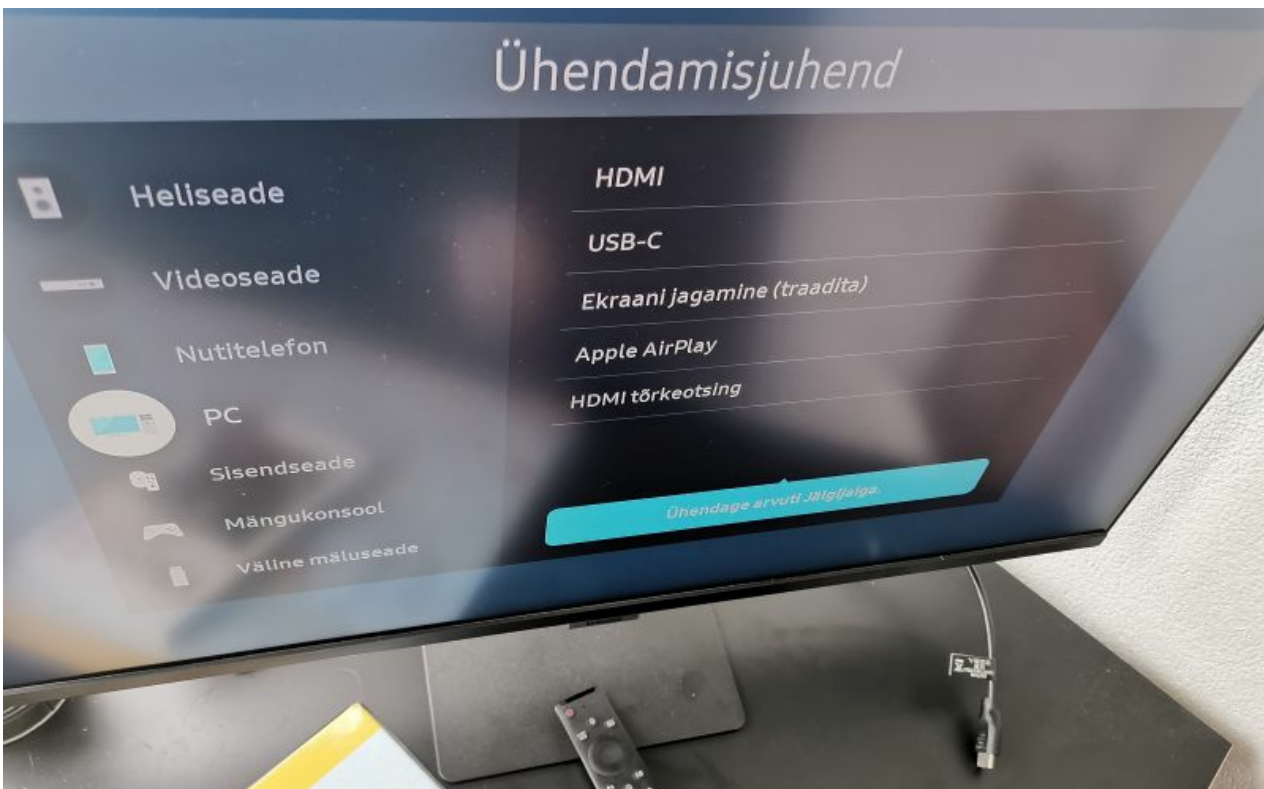 Ühendamisjuhend
Heliseade
Videoseade
Nutitelefon
PC
Sisendseade
Mängukonsool
Väline mäluseade
HDMI
USB-C
Ekraani jagamine (traadita)
Apple AirPlay
HDMI tõrkeotsing
Ühendage arvuti Jälgijaiga.